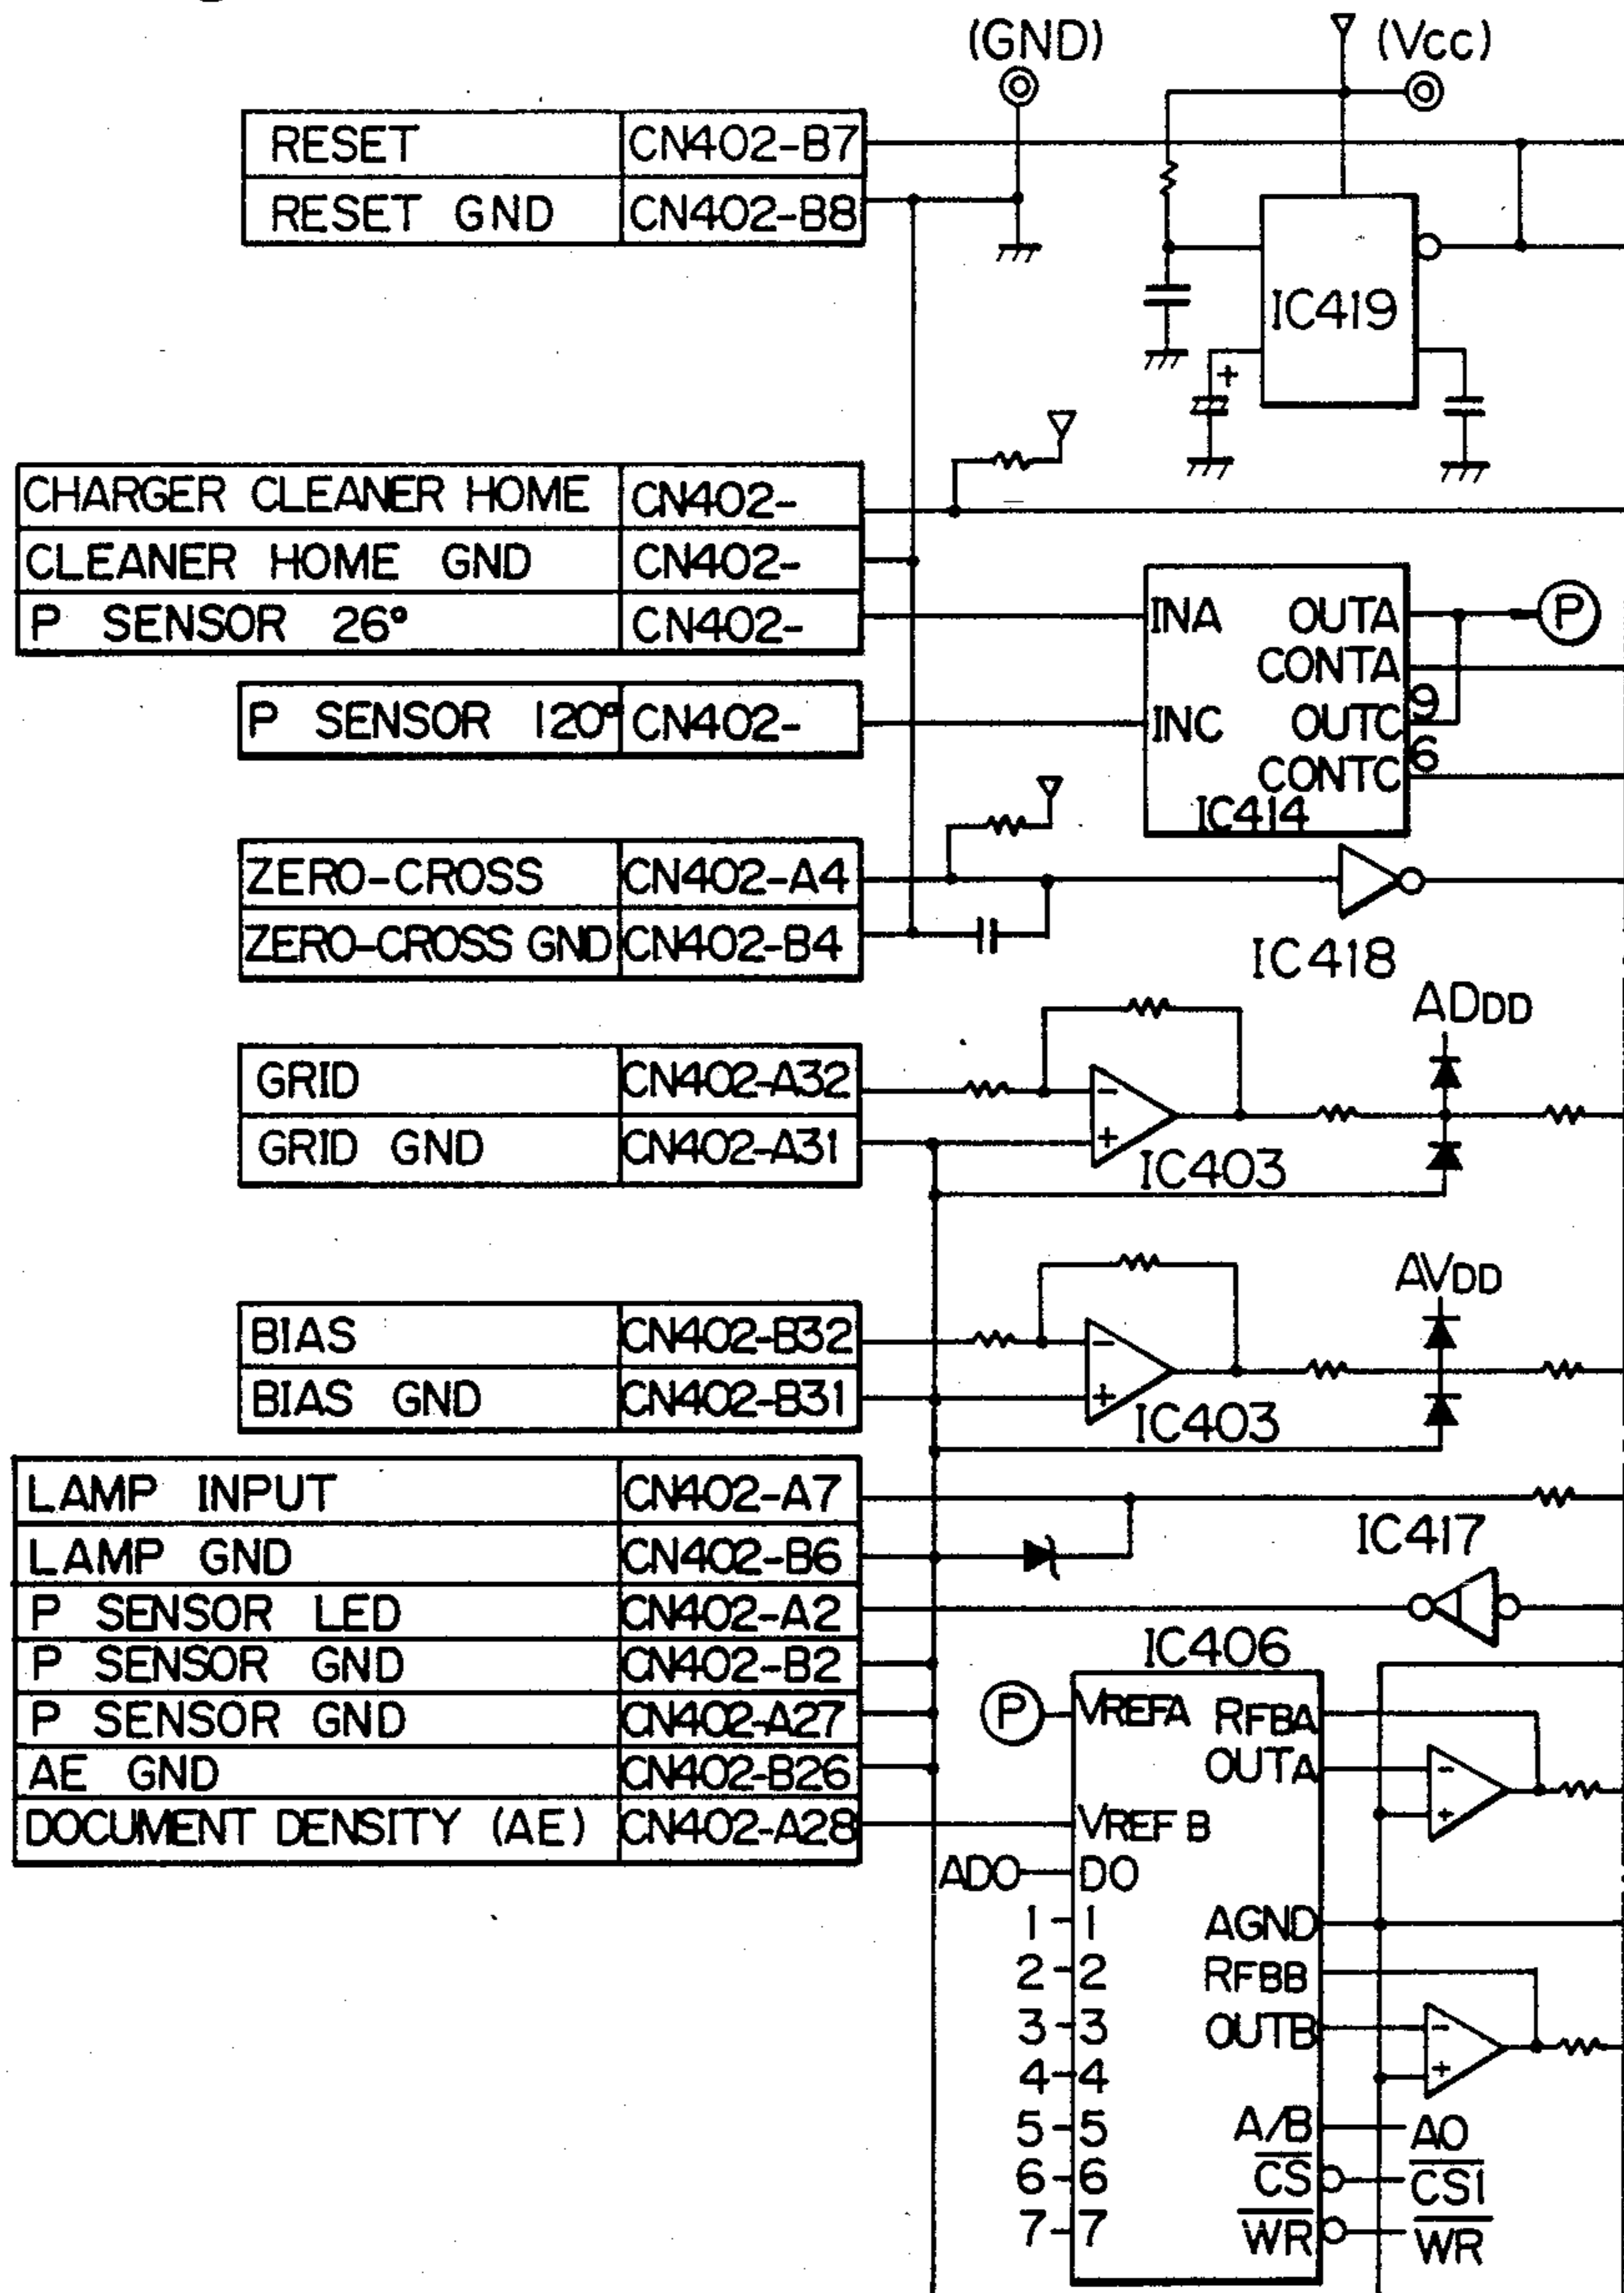 (GND)
(Vcc)
RESET CN402-B7
RESET GND CN402-B8
IC419
+
CHARGER CLEANER HOME CN402-
CLEANER HOME GND CN402-
P SENSOR 26° CN402-
INA OUTA P
CONTA
9
P SENSOR 120° CN402-
INC OUTC
6
CONTC
IC414
ZERO-CROSS CN402-A4
ZERO-CROSS GND CN402-B4
IC418
ADDD
GRID CN402-A32
-
GRID GND CN402-A31
+
IC403
AVDD
BIAS CN402-B32
-
BIAS GND CN402-B31
+
IC403
LAMP INPUT CN402-A7
IC417
LAMP GND CN402-B6
P SENSOR LED CN402-A2
IC406
P SENSOR GND CN402-B2
P SENSOR GND CN402-A27
P VREFA RFBA
AE GND CN402-B26
OUTA -
DOCUMENT DENSITY (AE) CN402-A28
VREF B +
AD0 D0
1 1 AGND
2 2 RFBB
3 3 OUTB -
4 4 +
5 5 A/B A0
6 6 CS CS1
7 7 WR WR